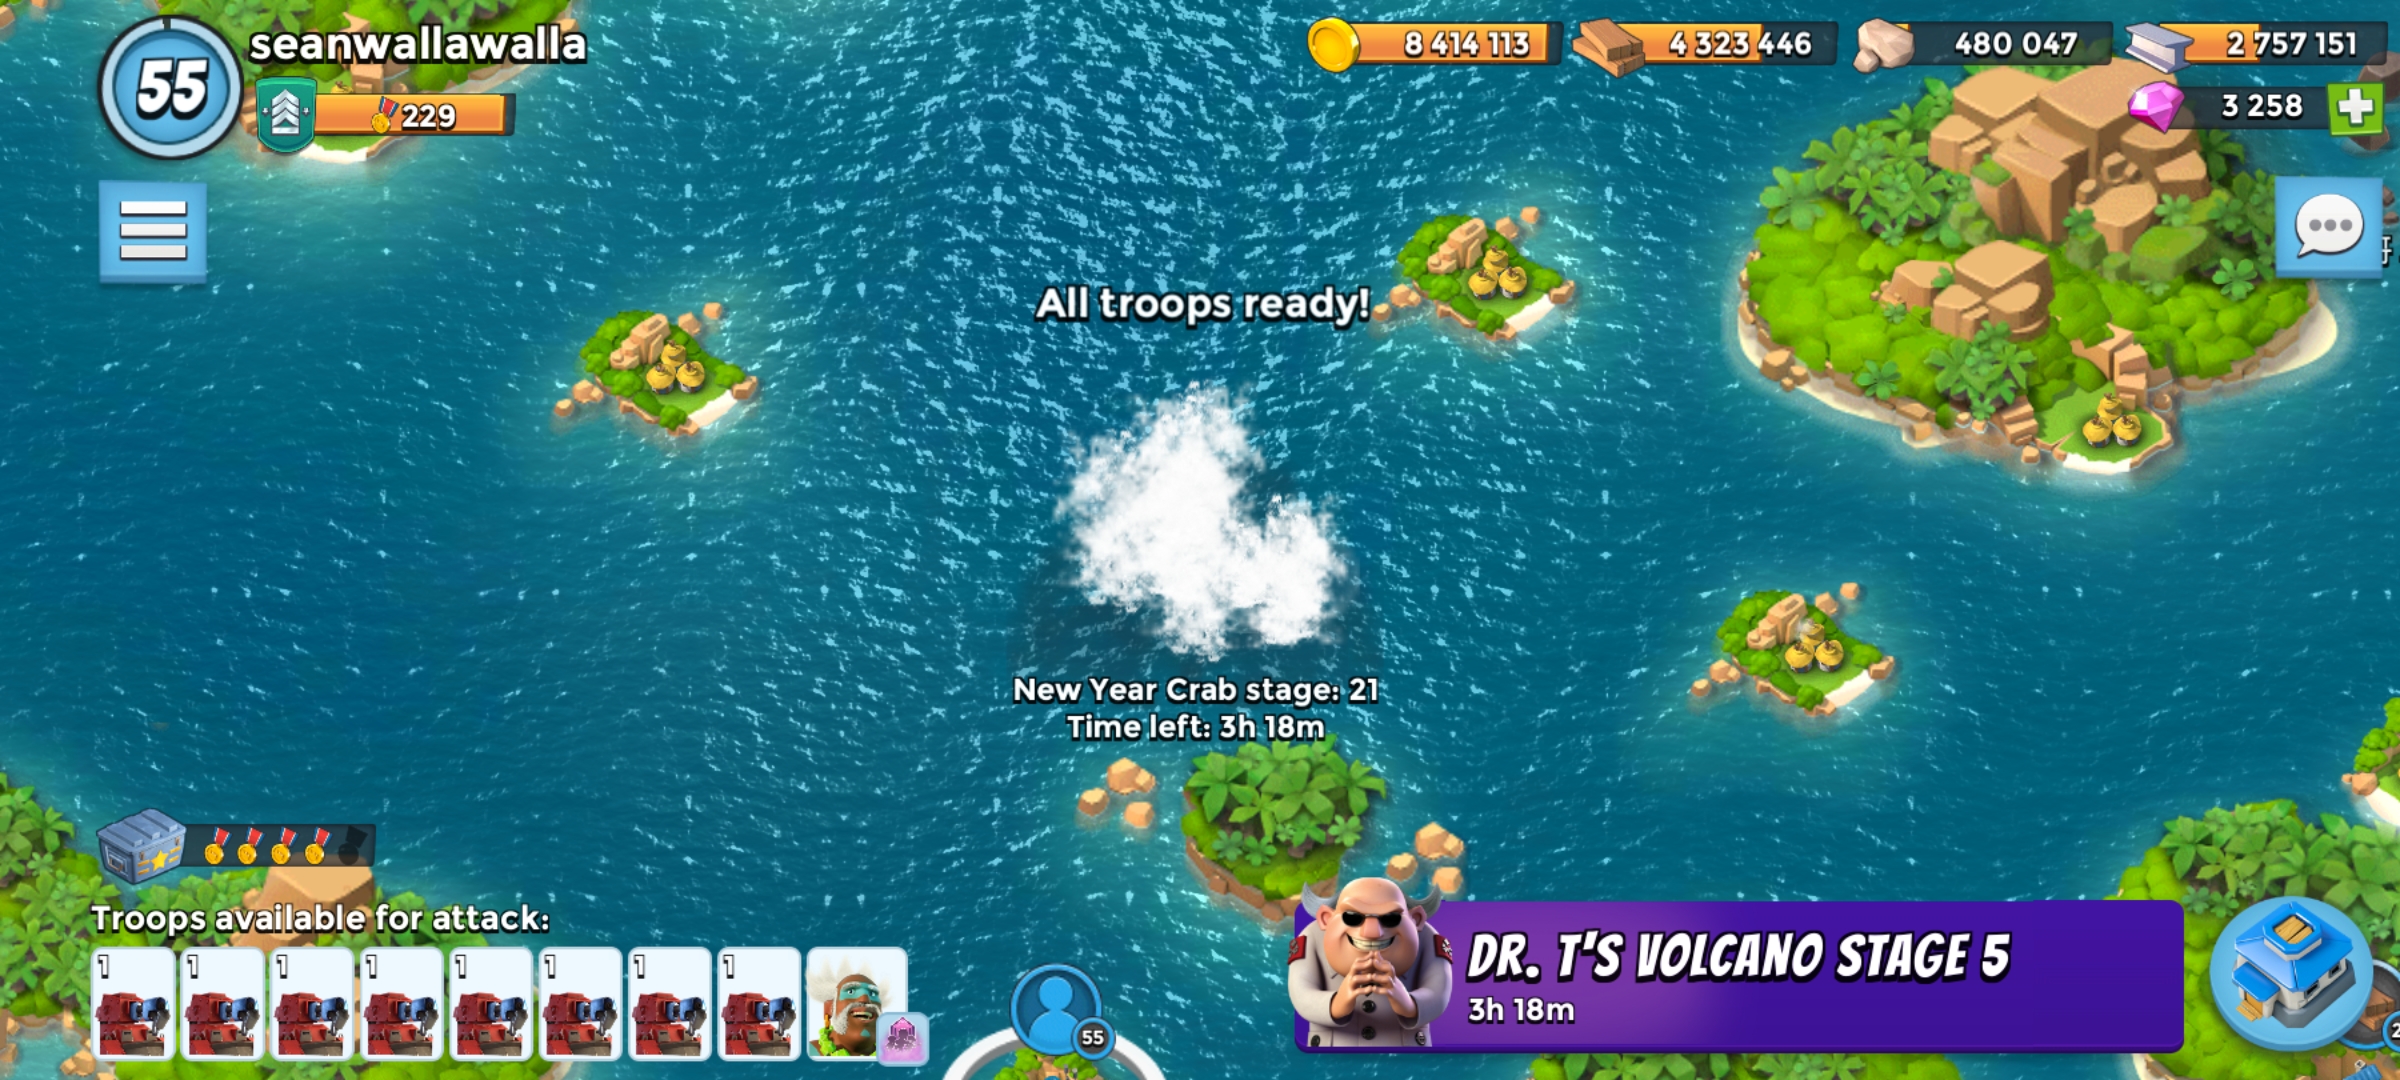 55
seanwallawalla
229
8 414 113
4 323 446
480 047
2 757 151
3 258
All troops ready!
New Year Crab stage: 21
Time left: 3h 18m
Troops available for attack:
1 1 1 1 1 1 1 1
55
DR. T'S VOLCANO STAGE 5
3h 18m